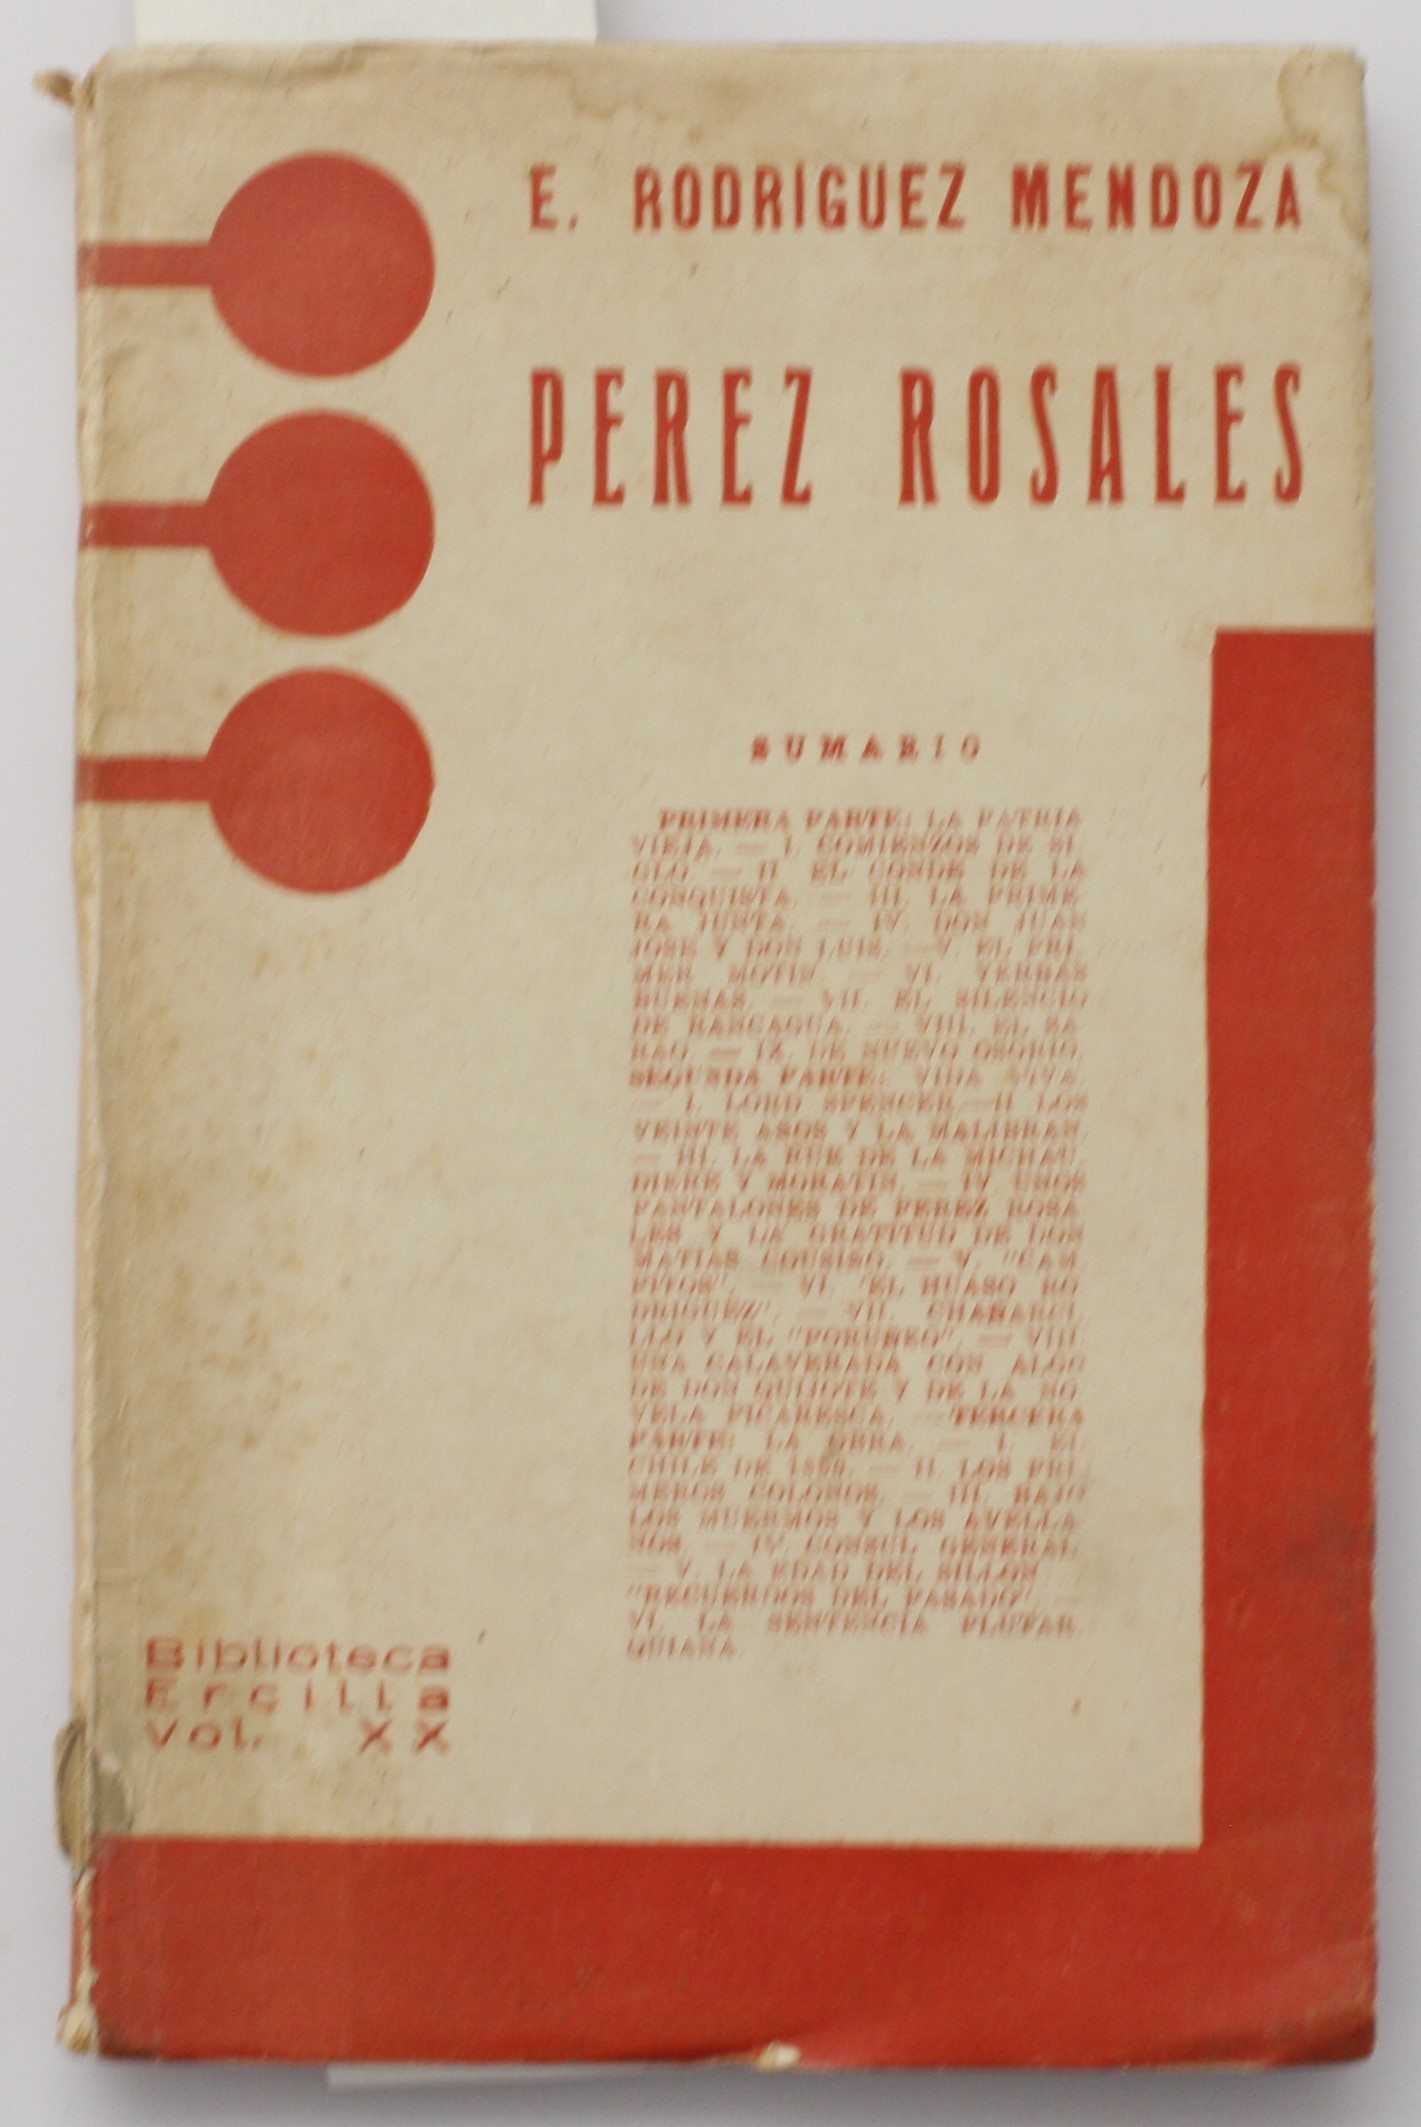 E. RODRÍGUEZ MENDOZA
PEREZ ROSALES
SUMARIO
PRIMERA PARTE: LA PATRIA
VIEJA. — I. COMIENZOS DE SI-
GLO — II EL CONDE DE LA
CONQUISTA. — III. LA PRIME-
RA JUNTA. — IV. DON JUAN
JOSE Y DON LUIS. —V. EL PRI-
MER MOTIN — VI. YERBAS
BUENAS. — VII. EL SILENCIO
DE RANCAGUA. — VIII. EL SA-
RAO. — IX. DE NUEVO OSORIO.
SEGUNDA PARTE: VIDA VIVA.
— I. LORD SPENCER.—II LOS
VEINTE AÑOS Y LA MALIBRAN.
— III. LA RUE DE LA MICHAU-
DIERE Y MORATIN. — IV. UNOS
PANTALONES DE PEREZ ROSA-
LES Y LA GRATITUD DE DON
MATIAS COUSIÑO. — V. "CAM-
PITOS". — VI. "EL HUASO RO-
DRIGUEZ". — VII. CHAÑARCI-
LLO Y EL "PORUÑEO". — VIII.
UNA CALAVERADA CON ALGO
DE DON QUIJOTE Y DE LA NO-
VELA PICARESCA. —TERCERA
PARTE: LA OBRA. — I. EL
CHILE DE 1850. — II. LOS PRI-
MEROS COLONOS. — III. BAJO
LOS MUERMOS Y LOS AVELLA-
NOS. — IV. CONSUL GENERAL.
— V. LA EDAD DEL SILLON
"RECUERDOS DEL PASADO". —
VI. LA SENTENCIA PLUTAR-
QUIANA.
Biblioteca
Ercilla
Vol. XX